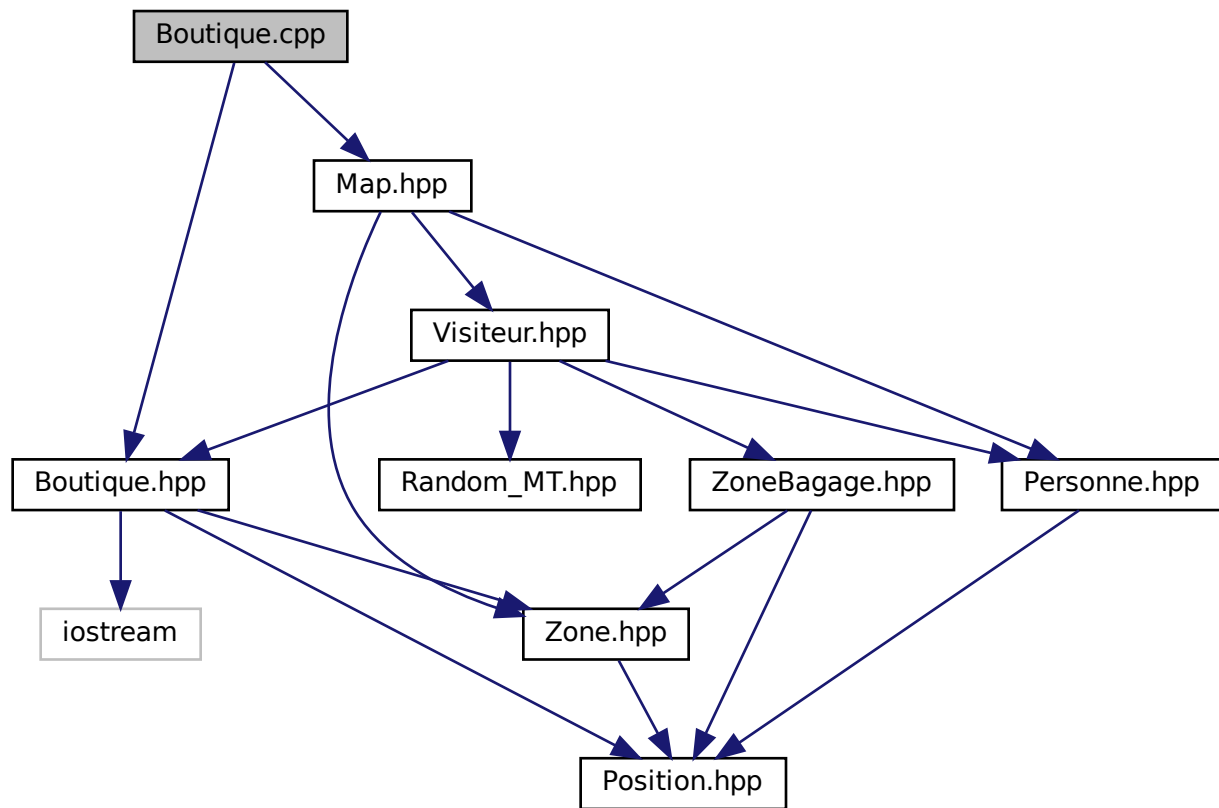 Boutique.cpp
Map.hpp
Visiteur.hpp
Boutique.hpp
Random_MT.hpp
ZoneBagage.hpp
Personne.hpp
iostream
Zone.hpp
Position.hpp